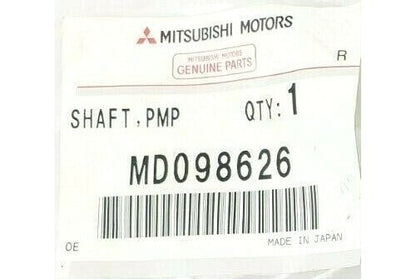 MITSUBISHI MOTORS
MITSUBISHI MOTORS
GENUINE PARTS
R
SHAFT, PMP QTY: 1
MD098626
OE MADE IN JAPAN